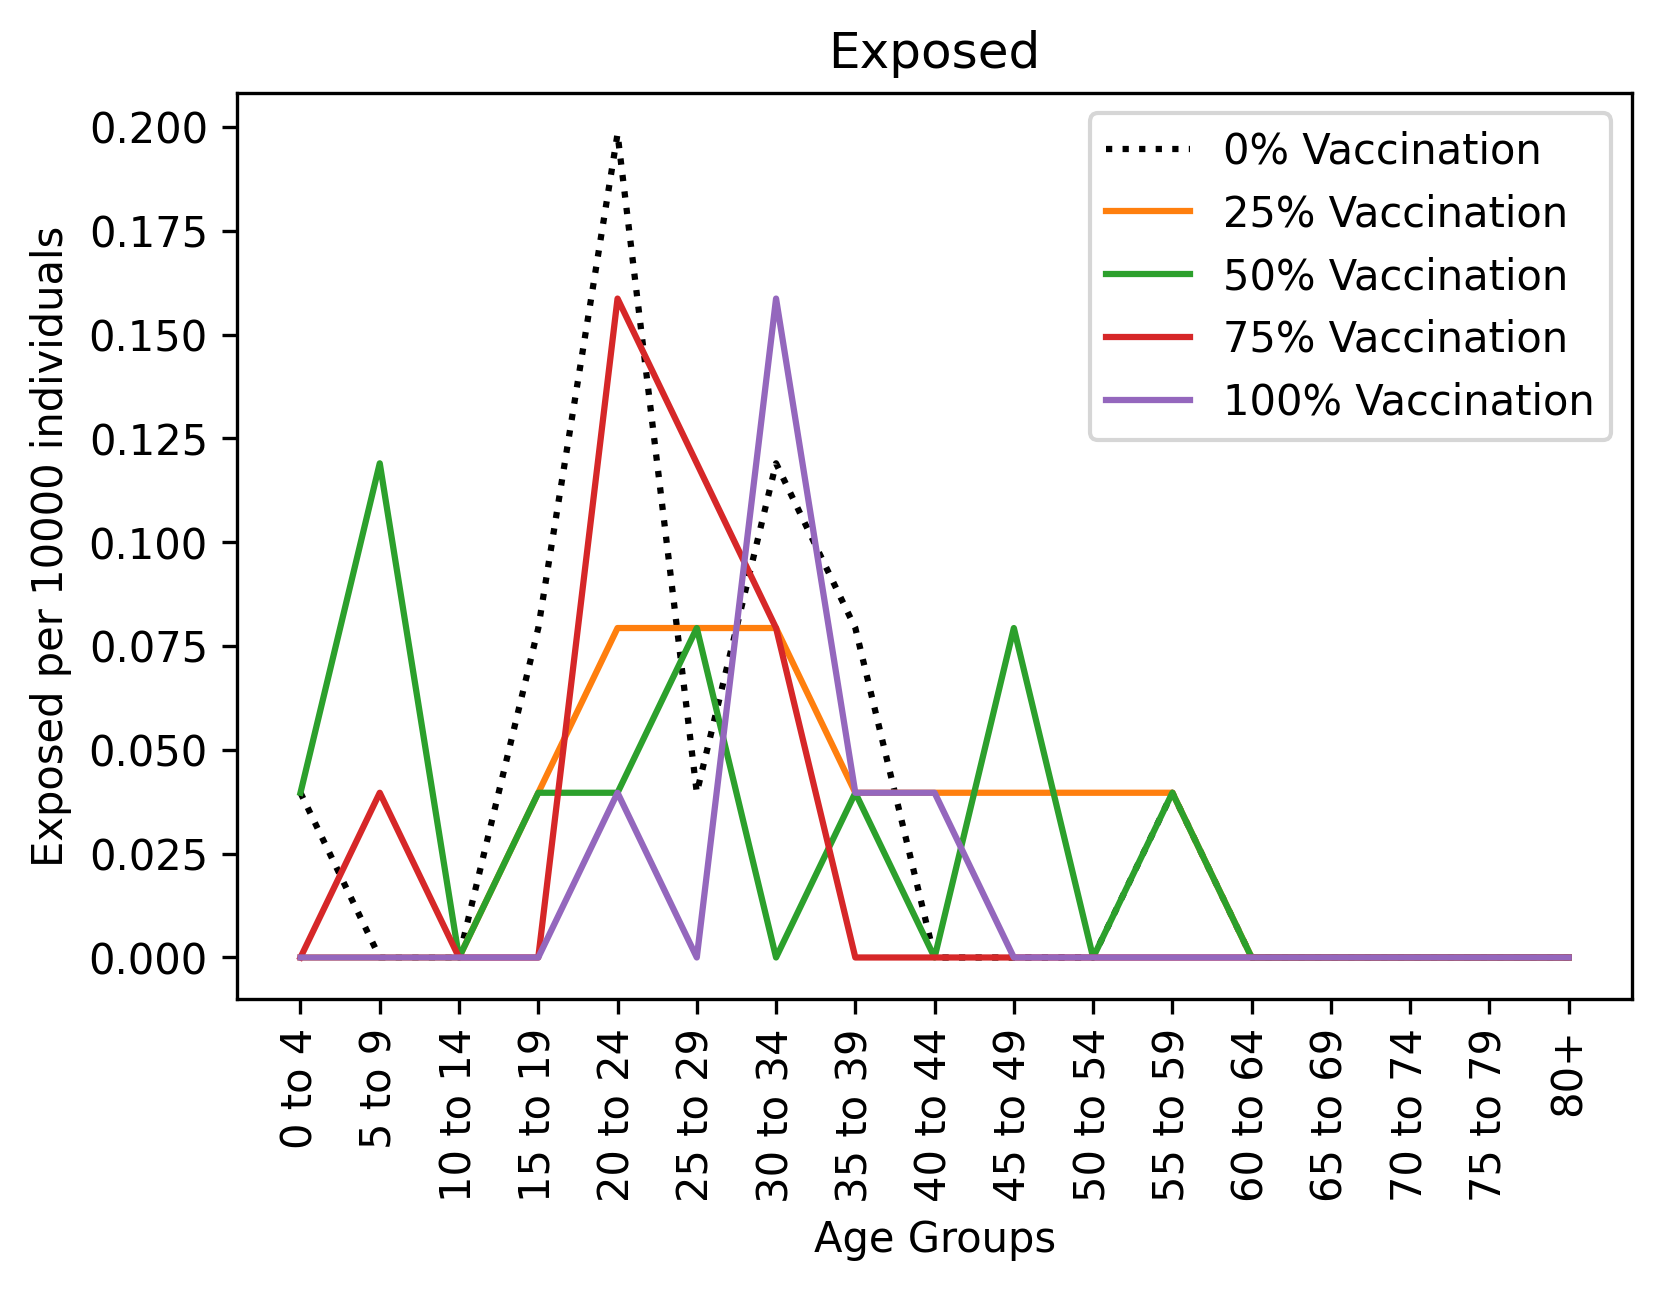 Exposed
0.200
0.175
0.150
0.125
0.100
0.075
0.050
0.025
0.000
Exposed per 10000 individuals
0% Vaccination
25% Vaccination
50% Vaccination
75% Vaccination
100% Vaccination
0 to 4
5 to 9
10 to 14
15 to 19
20 to 24
25 to 29
30 to 34
35 to 39
40 to 44
45 to 49
50 to 54
55 to 59
60 to 64
65 to 69
70 to 74
75 to 79
80+
Age Groups